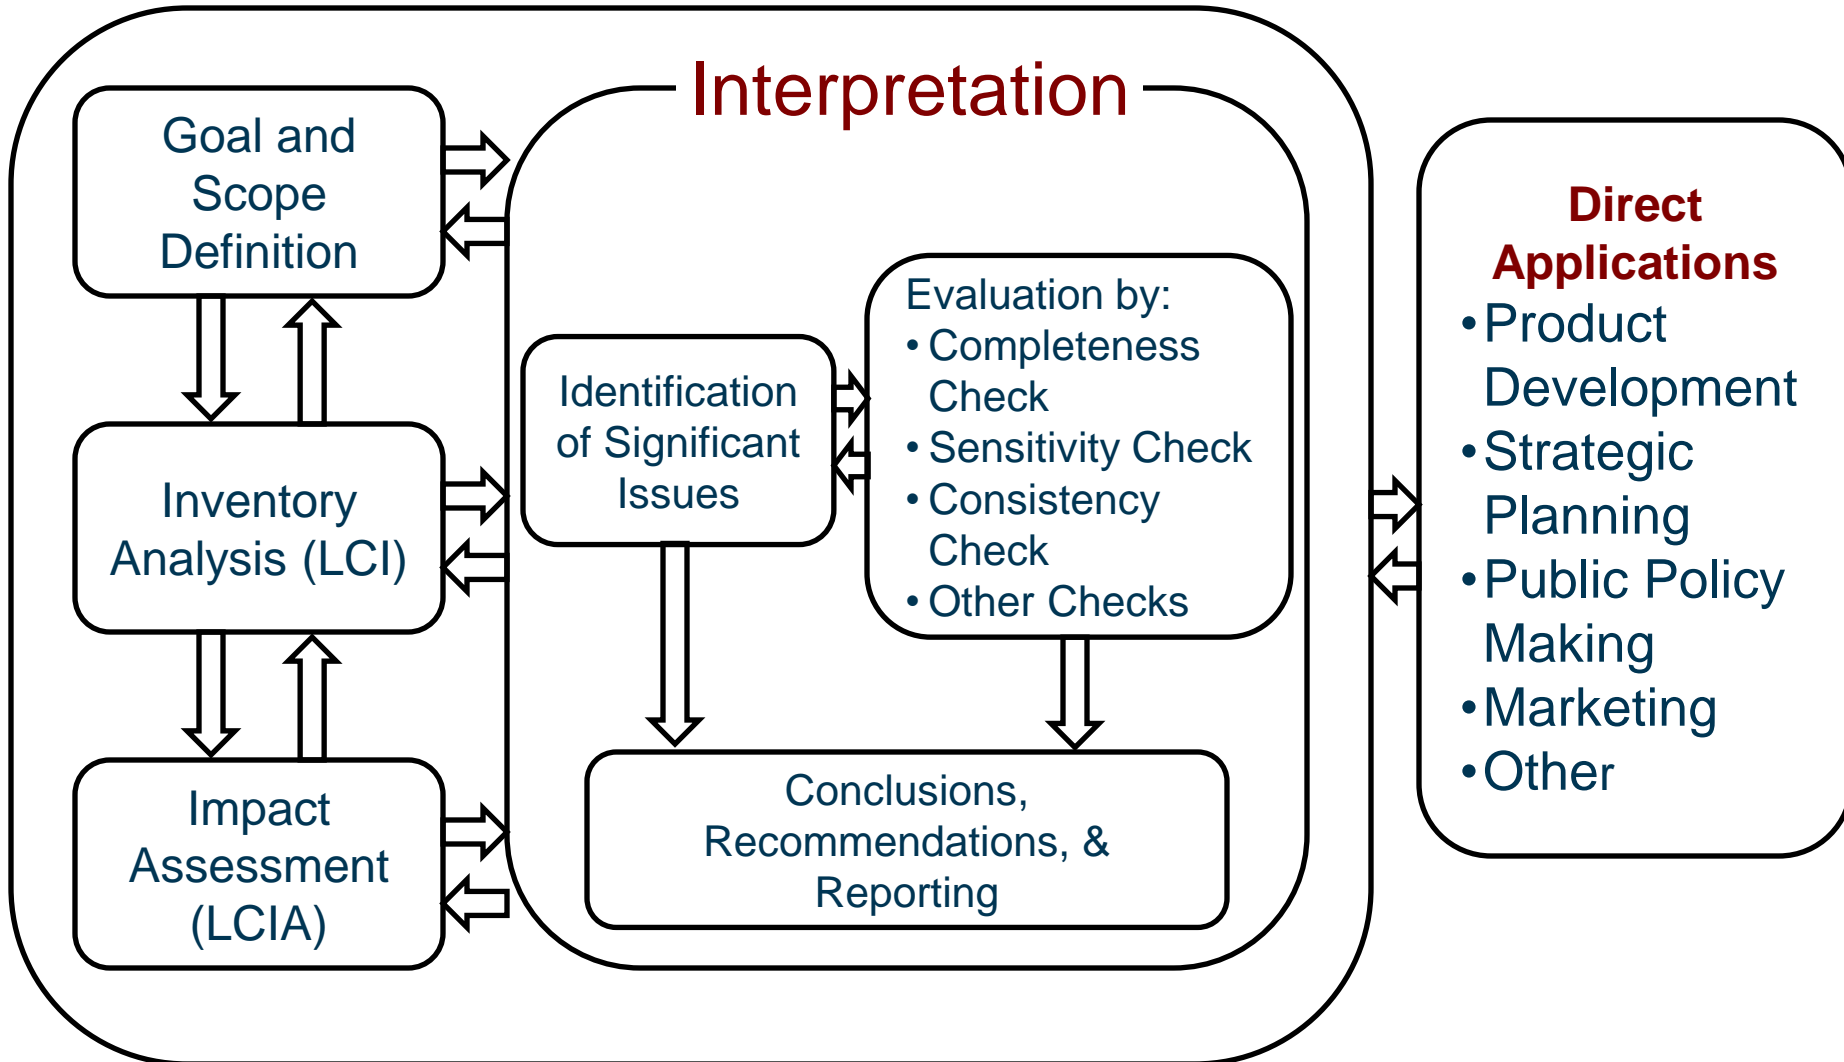 Interpretation
Goal and
Scope
Definition
Inventory
Analysis (LCI)
Impact
Assessment
(LCIA)
Identification
of Significant
Issues
Evaluation by:
• Completeness
Check
• Sensitivity Check
• Consistency
Check
• Other Checks
Conclusions,
Recommendations, &
Reporting
Direct
Applications
•Product
Development
•Strategic
Planning
•Public Policy
Making
•Marketing
•Other